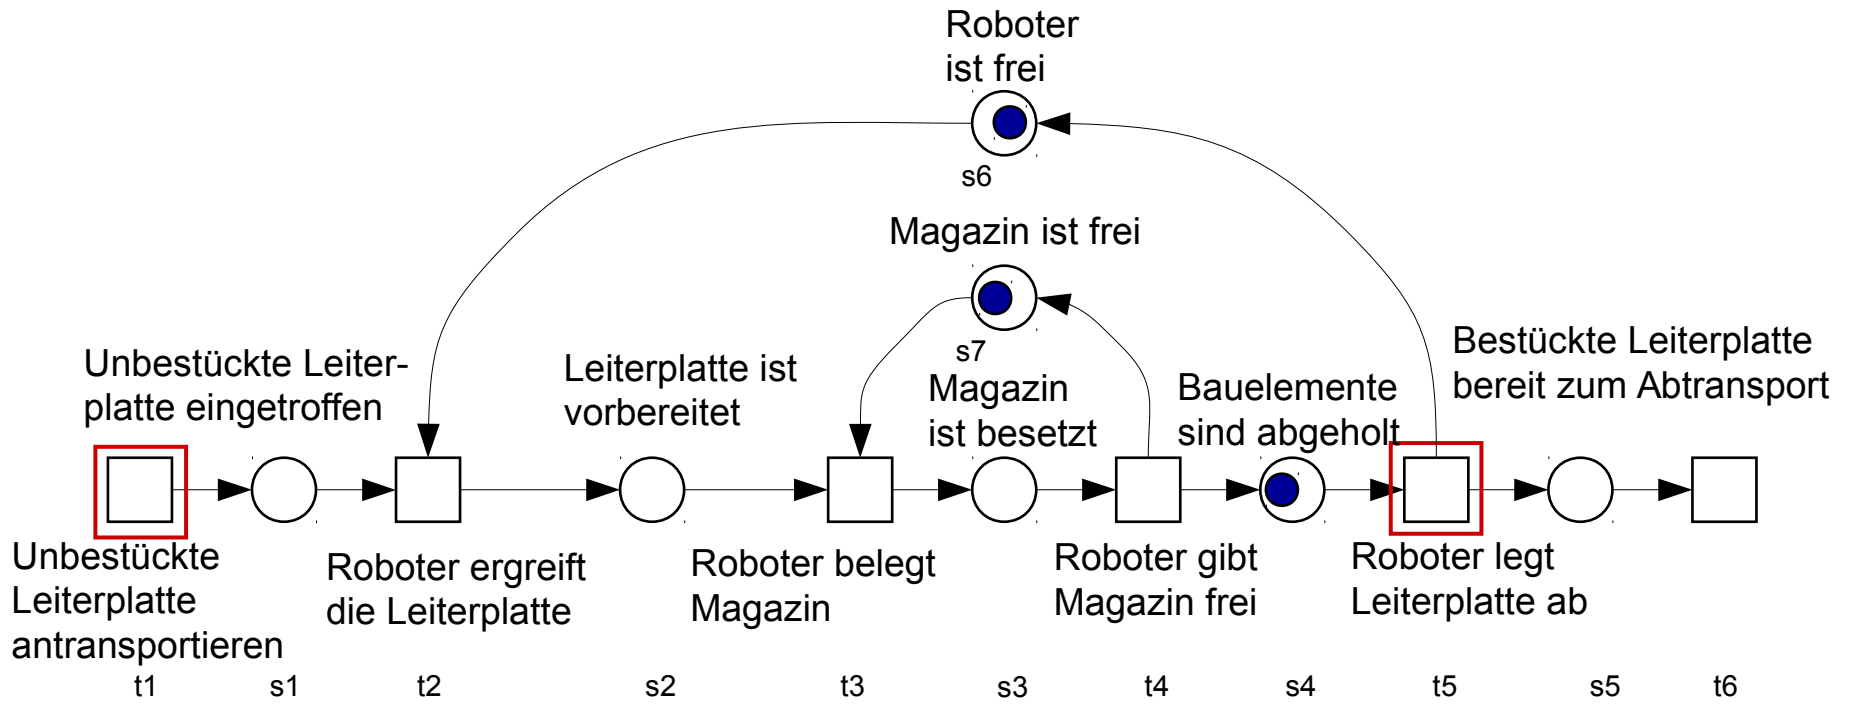 Roboter
ist frei
s6
Magazin ist frei
s7
Unbestückte Leiter-
platte eingetroffen
Leiterplatte ist
vorbereitet
Magazin
ist besetzt
Bauelemente
sind abgeholt
Bestückte Leiterplatte
bereit zum Abtransport
Unbestückte
Leiterplatte
antransportieren
Roboter ergreift
die Leiterplatte
Roboter belegt
Magazin
Roboter gibt
Magazin frei
Roboter legt
Leiterplatte ab
t1 s1 t2 s2 t3 s3 t4 s4 t5 s5 t6